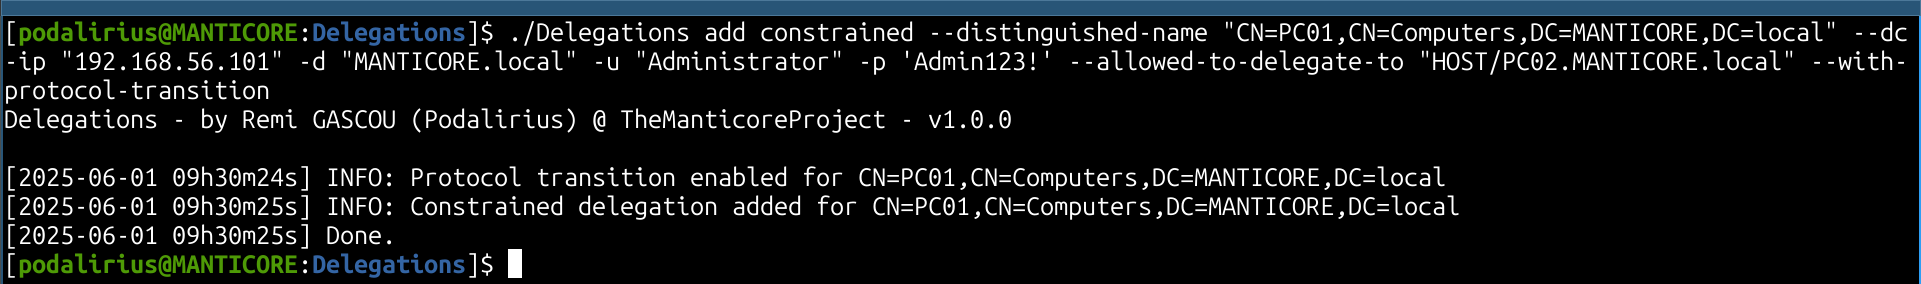 [podalirius@MANTICORE:Delegations]$ ./Delegations add constrained --distinguished-name "CN=PC01,CN=Computers,DC=MANTICORE,DC=local" --dc
-ip "192.168.56.101" -d "MANTICORE.local" -u "Administrator" -p 'Admin123!' --allowed-to-delegate-to "HOST/PC02.MANTICORE.local" --with-
protocol-transition
Delegations - by Remi GASCOU (Podalirius) @ TheManticoreProject - v1.0.0
[2025-06-01 09h30m24s] INFO: Protocol transition enabled for CN=PC01,CN=Computers,DC=MANTICORE,DC=local
[2025-06-01 09h30m25s] INFO: Constrained delegation added for CN=PC01,CN=Computers,DC=MANTICORE,DC=local
[2025-06-01 09h30m25s] Done.
[podalirius@MANTICORE:Delegations]$